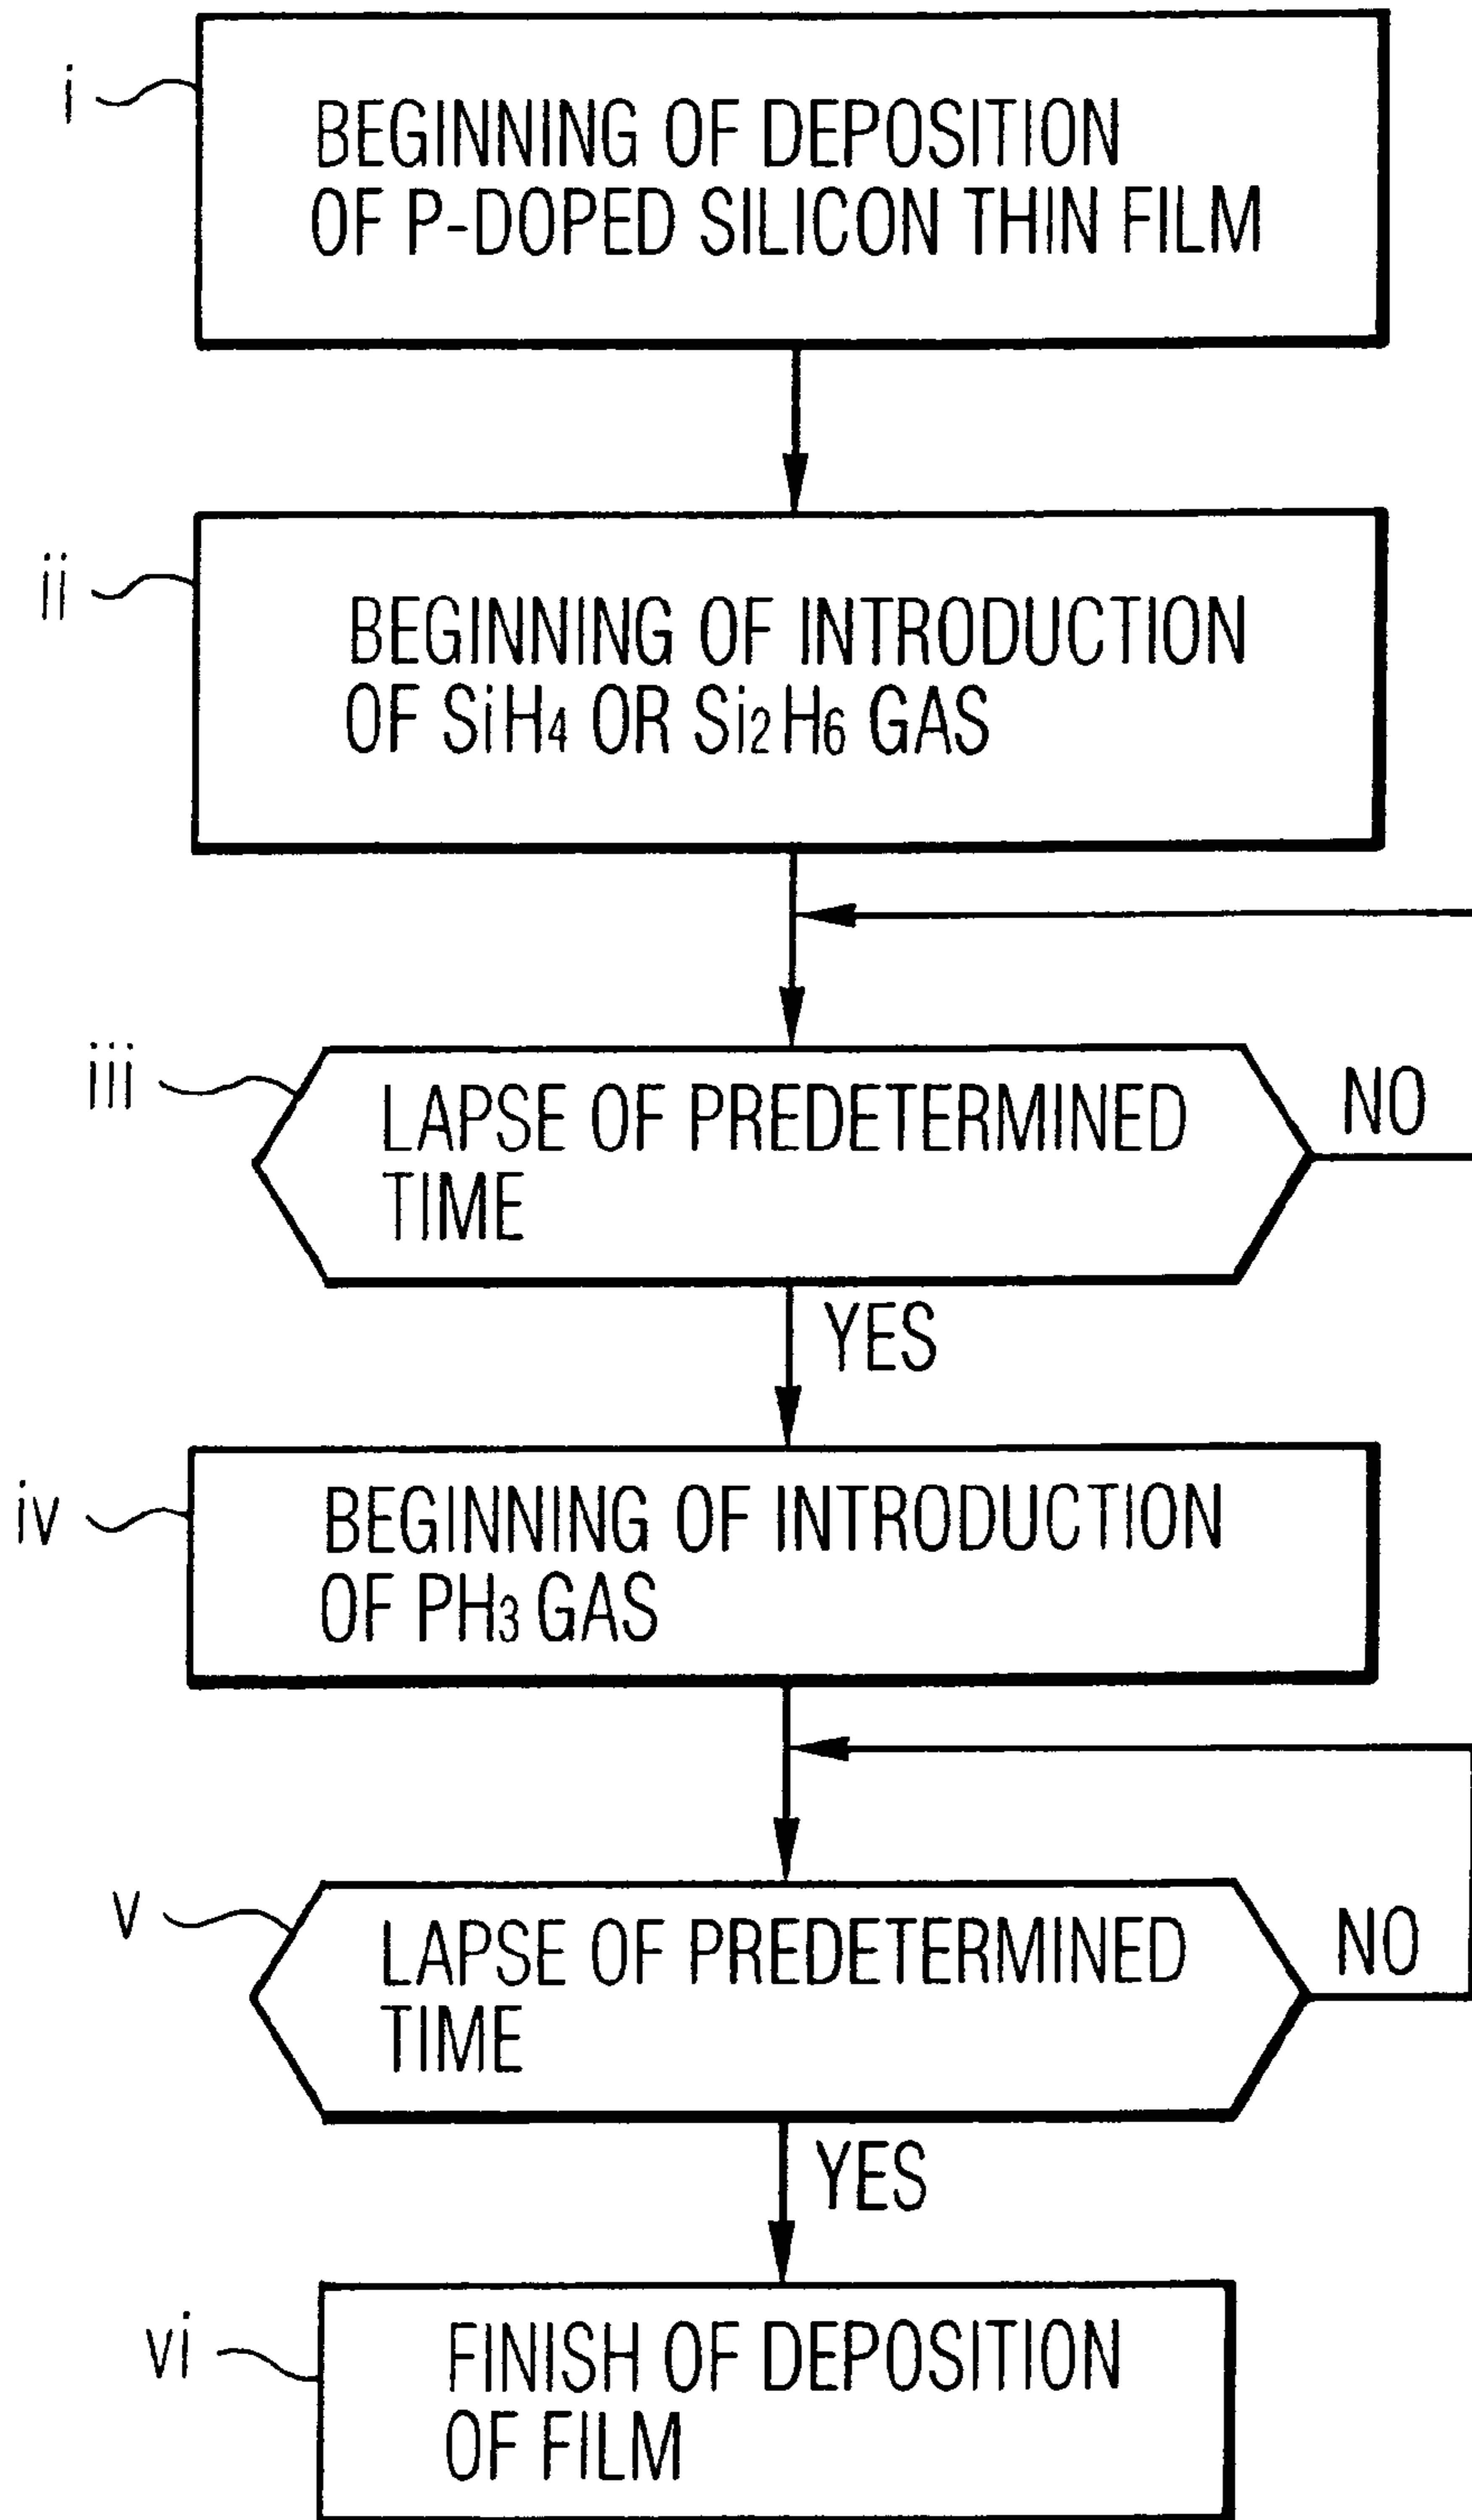 i
BEGINNING OF DEPOSITION
OF P-DOPED SILICON THIN FILM
ii
BEGINNING OF INTRODUCTION
OF SiH₄ OR Si₂H₆ GAS
iii
LAPSE OF PREDETERMINED
TIME
NO
YES
iv
BEGINNING OF INTRODUCTION
OF PH₃ GAS
v
LAPSE OF PREDETERMINED
TIME
NO
YES
vi
FINISH OF DEPOSITION
OF FILM